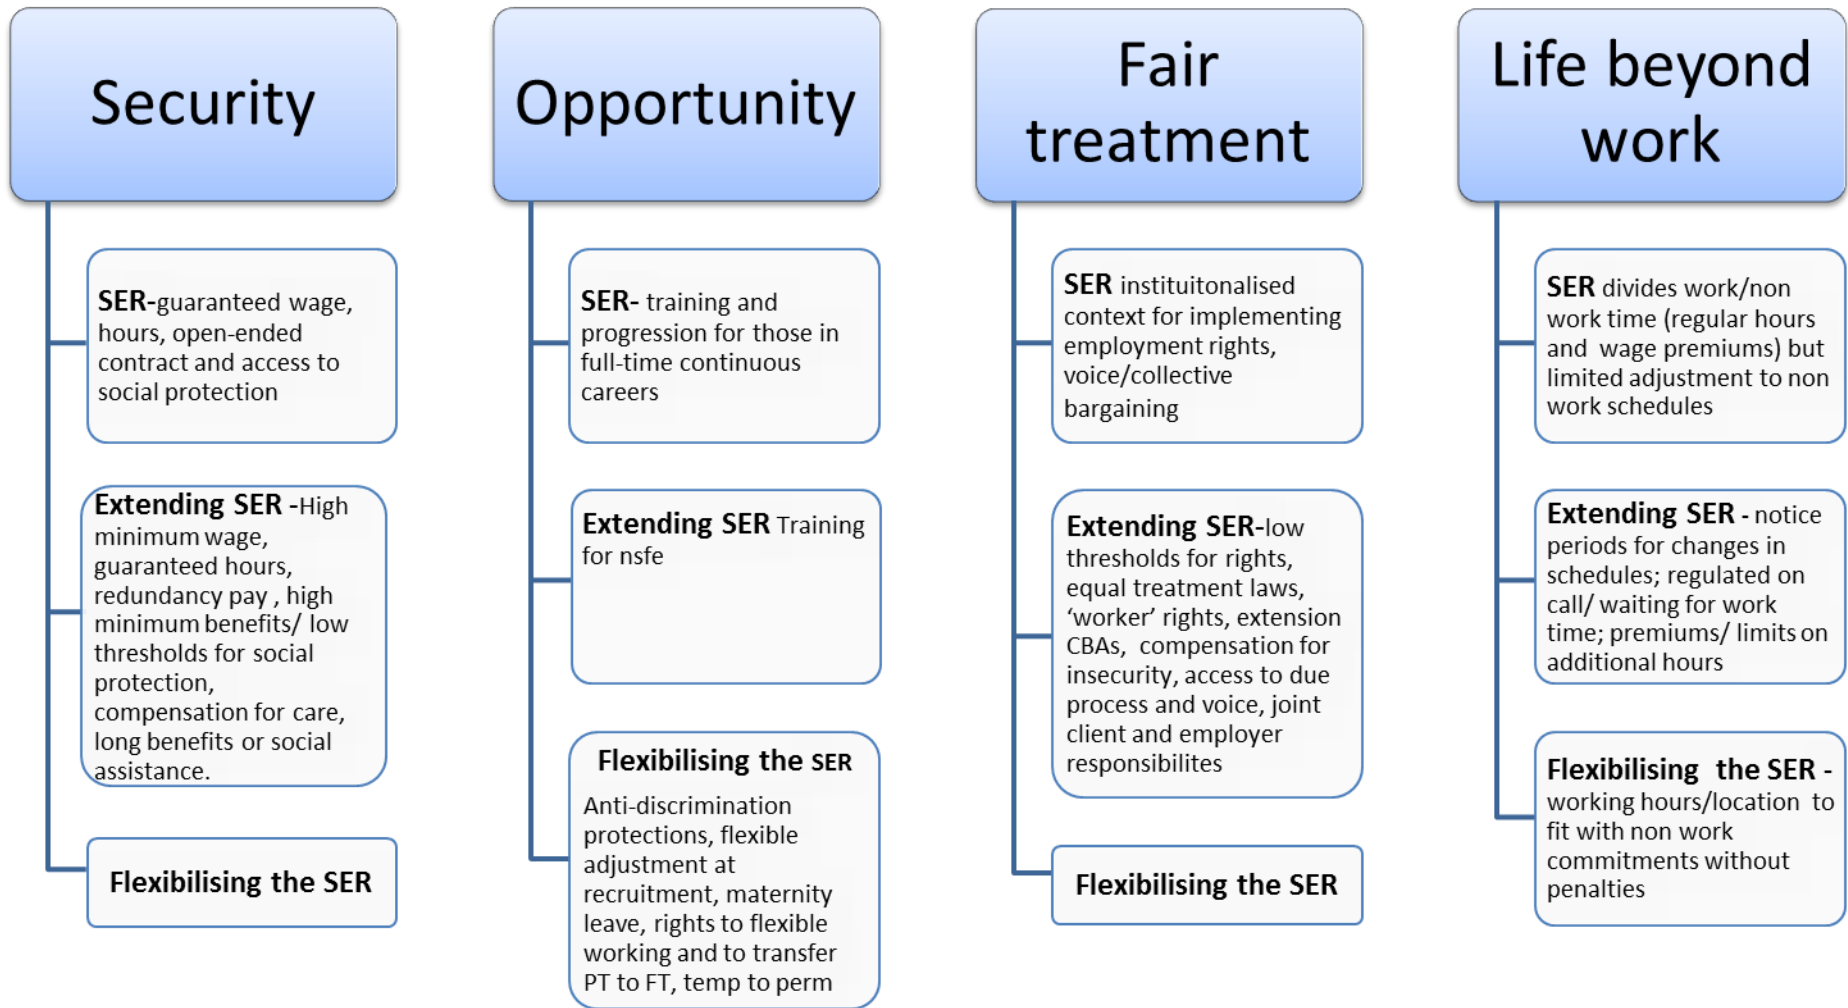 Security
SER-guaranteed wage,
hours, open-ended
contract and access to
social protection
Extending SER -High
minimum wage,
guaranteed hours,
redundancy pay , high
minimum benefits/ low
thresholds for social
protection,
compensation for care,
long benefits or social
assistance.
Flexibilising the SER
Opportunity
SER- training and
progression for those in
full-time continuous
careers
Extending SER Training
for nsfe
Flexibilising the SER
Anti-discrimination
protections, flexible
adjustment at
recruitment, maternity
leave, rights to flexible
working and to transfer
PT to FT, temp to perm
Fair
treatment
SER instituitonalised
context for implementing
employment rights,
voice/collective
bargaining
Extending SER-low
thresholds for rights,
equal treatment laws,
‘worker’ rights, extension
CBAs, compensation for
insecurity, access to due
process and voice, joint
client and employer
responsibilites
Flexibilising the SER
Life beyond
work
SER divides work/non
work time (regular hours
and wage premiums) but
limited adjustment to non
work schedules
Extending SER - notice
periods for changes in
schedules; regulated on
call/ waiting for work
time; premiums/ limits on
additional hours
Flexibilising the SER -
working hours/location to
fit with non work
commitments without
penalties